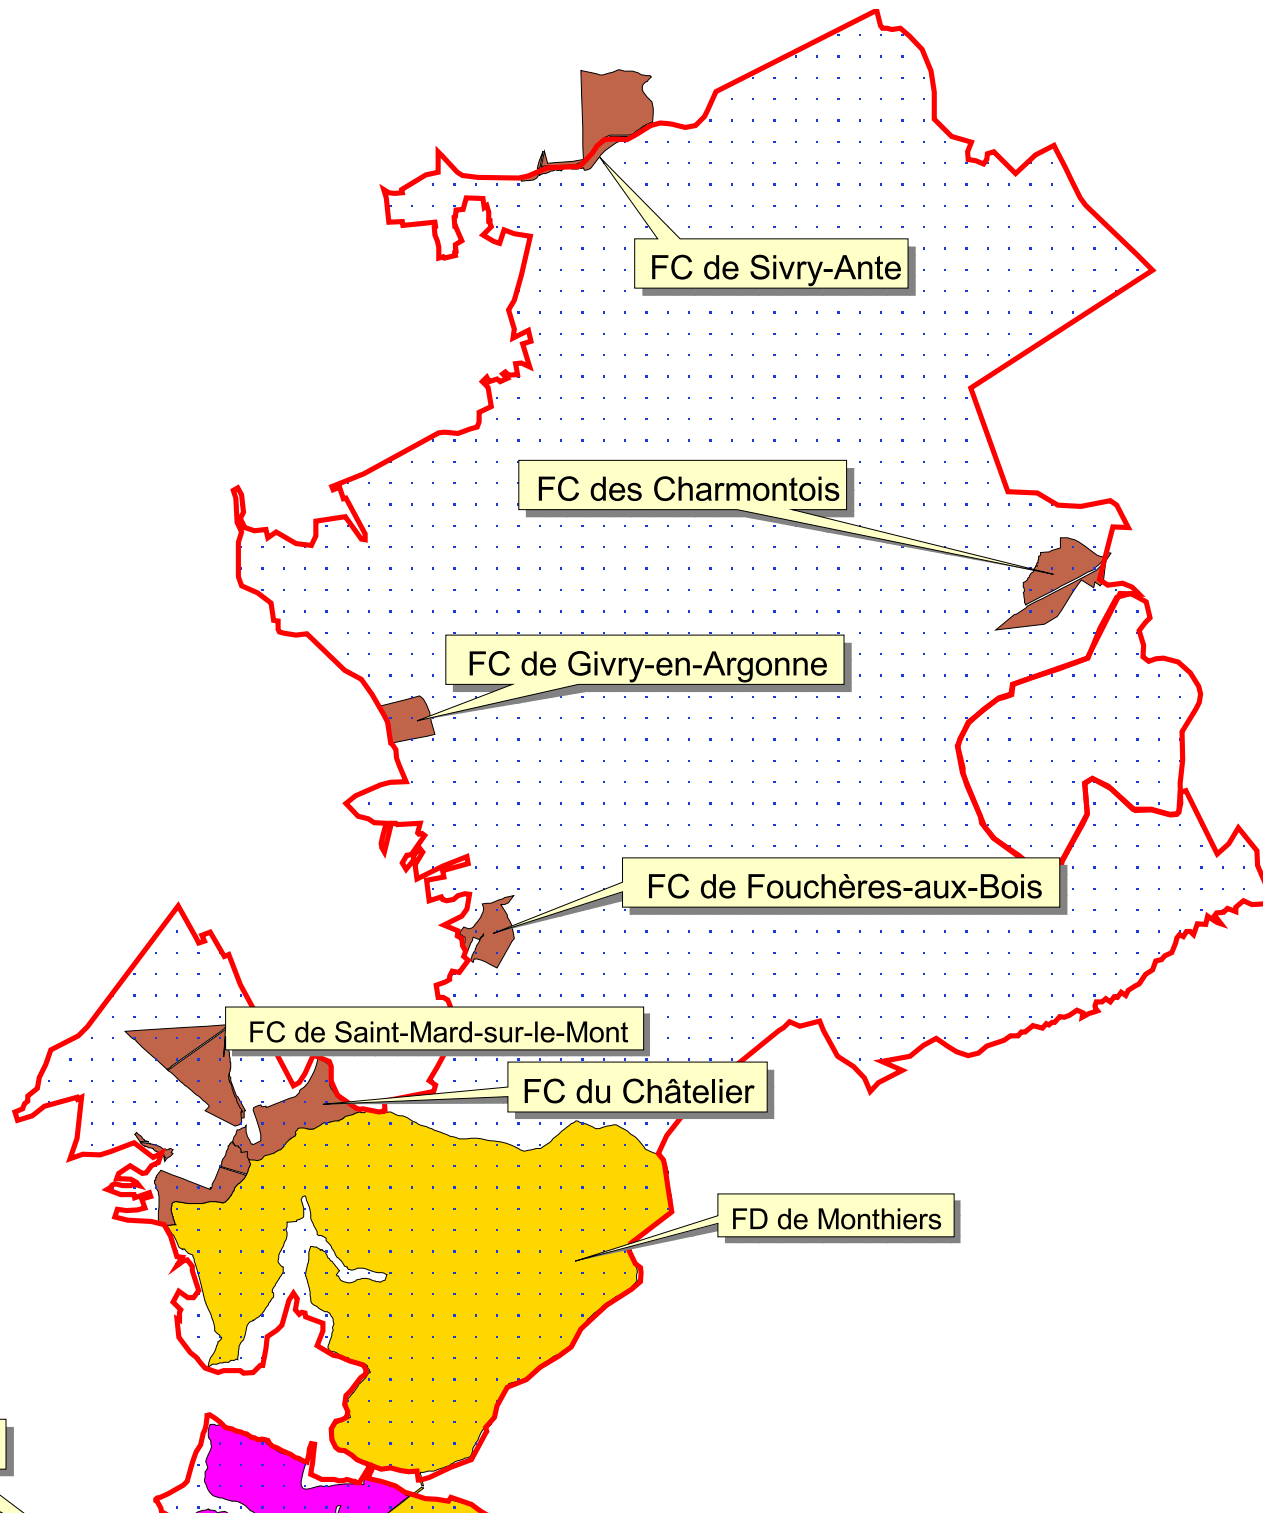 FC de Sivry-Ante
FC des Charmontois
FC de Givry-en-Argonne
FC de Fouchères-aux-Bois
FC de Saint-Mard-sur-le-Mont
FC du Châtelier
FD de Monthiers